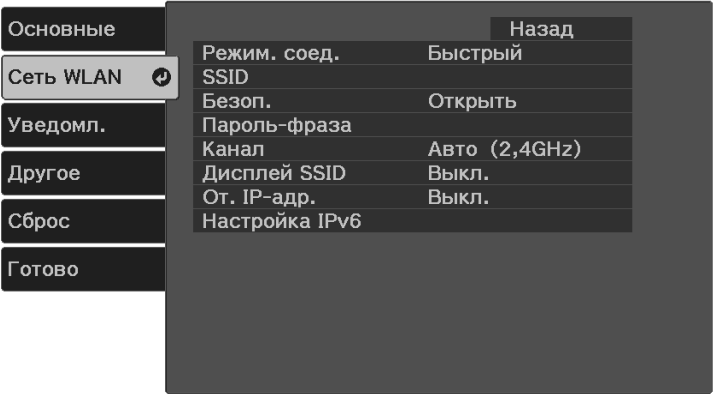 Основные
Сеть WLAN
Уведомл.
Другое
Сброс
Готово
Назад
Режим. соед. Быстрый
SSID
Безоп. Открыть
Пароль-фраза
Канал Авто (2,4GHz)
Дисплей SSID Выкл.
От. IP-адр. Выкл.
Настройка IPv6